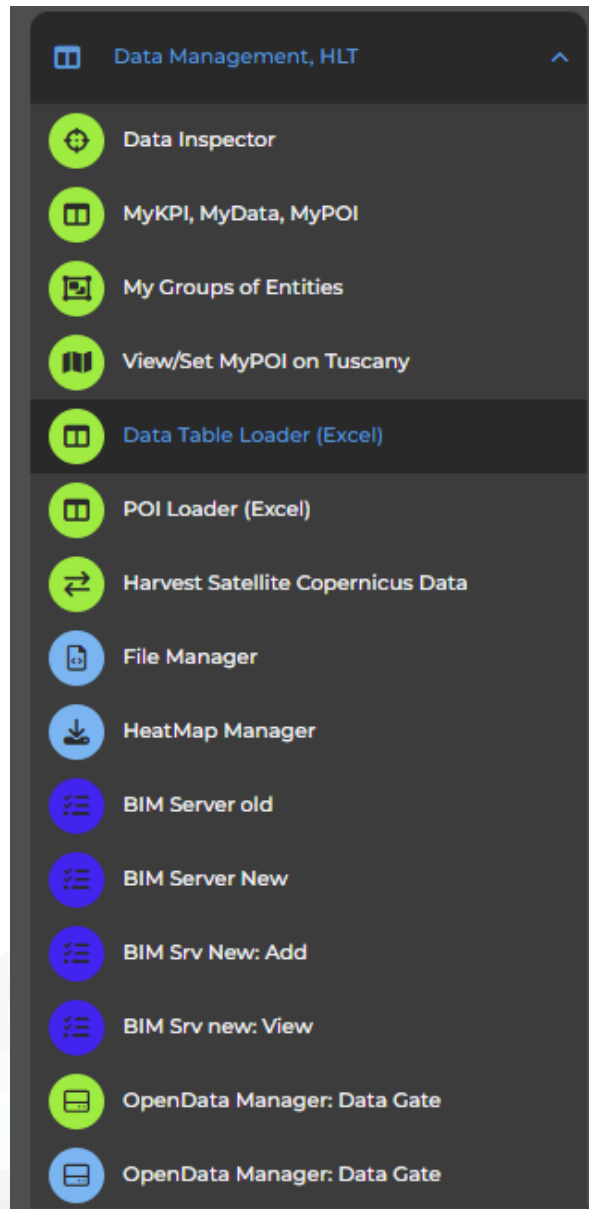 Data Management, HLT
Data Inspector
MyKPI, MyData, MyPOI
My Groups of Entities
View/Set MyPOI on Tuscany
Data Table Loader (Excel)
POI Loader (Excel)
Harvest Satellite Copernicus Data
File Manager
HeatMap Manager
BIM Server old
BIM Server New
BIM Srv New: Add
BIM Srv new: View
OpenData Manager: Data Gate
OpenData Manager: Data Gate